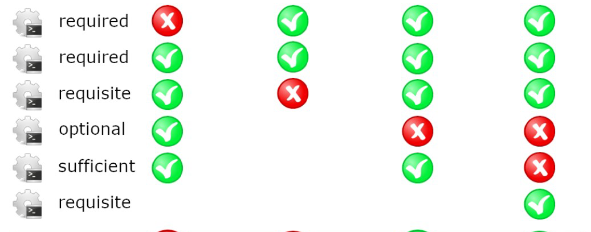 required
required
requisite
optional
sufficient
requisite